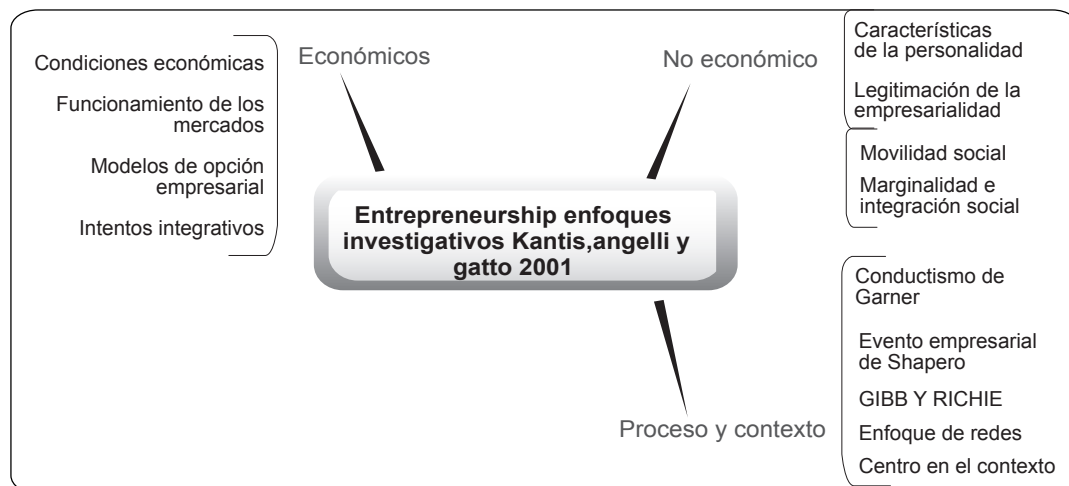 Económicos
Condiciones económicas
Funcionamiento de los
mercados
Modelos de opción
empresarial
Intentos integrativos
No económico
Características
de la personalidad
Legitimación de la
empresarialidad
Movilidad social
Marginalidad e
integración social
Entrepreneurship enfoques
investigativos Kantis,angelli y
gatto 2001
Proceso y contexto
Conductismo de
Garner
Evento empresarial
de Shapero
GIBB Y RICHIE
Enfoque de redes
Centro en el contexto